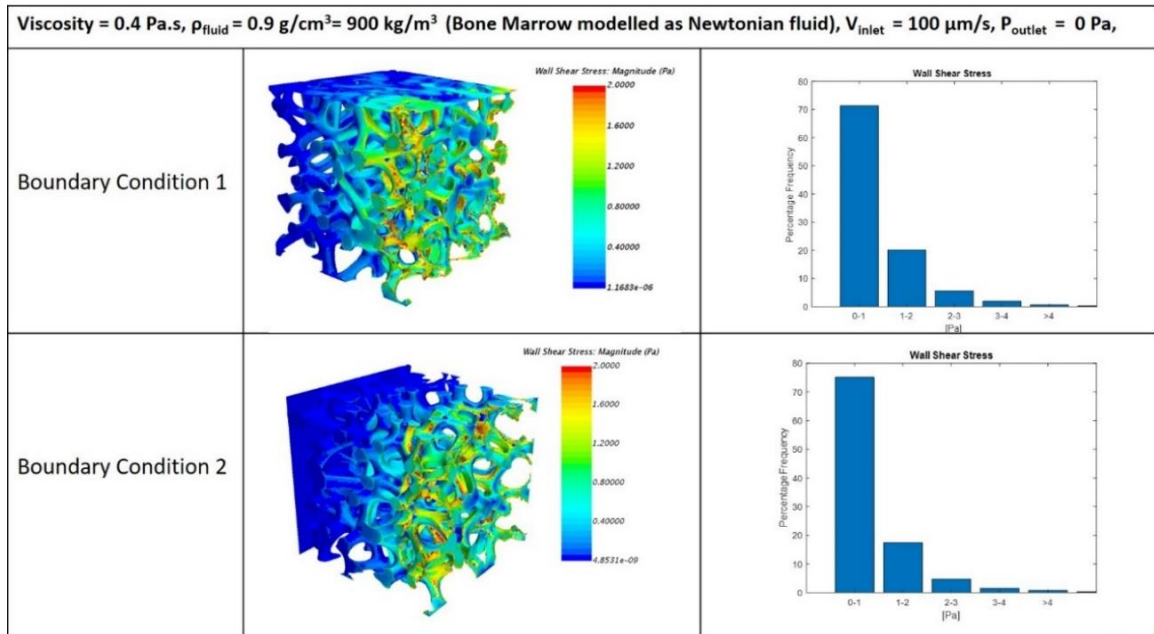 Viscosity = 0.4 Pa.s, ρfluid = 0.9 g/cm³= 900 kg/m³ (Bone Marrow modelled as Newtonian fluid), Vinlet = 100 μm/s, Poutlet = 0 Pa,
Boundary Condition 1
Wall Shear Stress: Magnitude (Pa)
2.0000
1.6000
1.2000
0.80000
0.40000
1.1683e-06
Wall Shear Stress
Percentage Frequency
80
70
60
50
40
30
20
10
0
0-1 1-2 2-3 3-4 >4
[Pa]
Boundary Condition 2
Wall Shear Stress: Magnitude (Pa)
2.0000
1.6000
1.2000
0.80000
0.40000
4.8531e-09
Wall Shear Stress
Percentage Frequency
80
70
60
50
40
30
20
10
0
0-1 1-2 2-3 3-4 >4
[Pa]